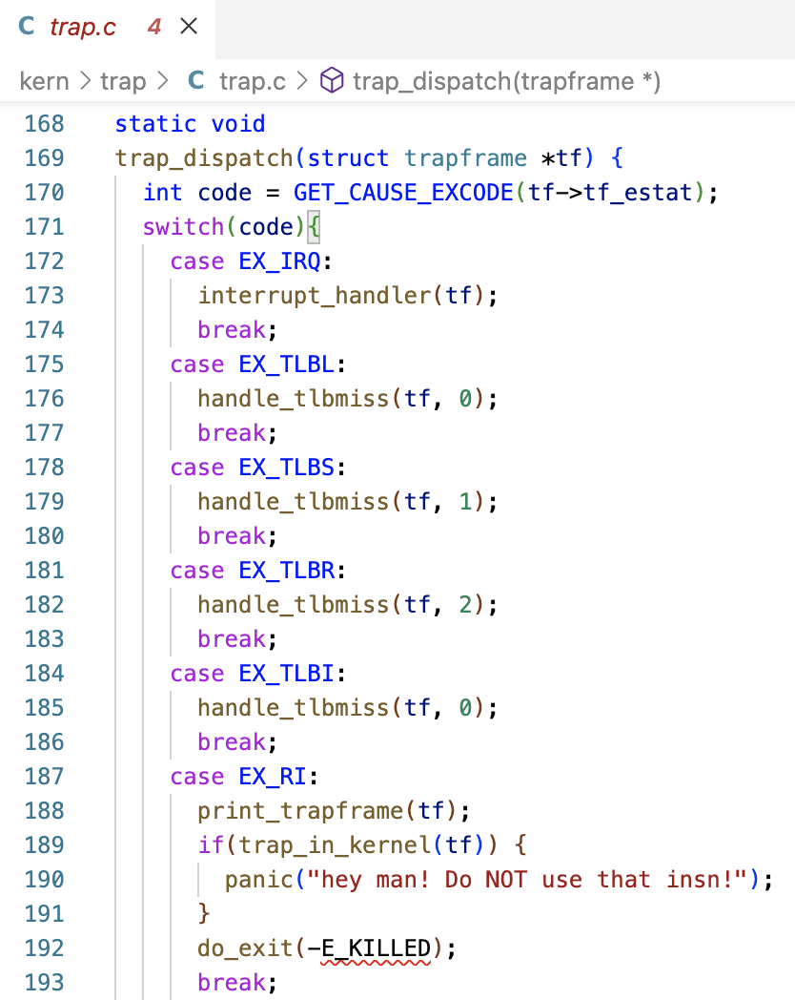 C trap.c 4 ×
kern > trap > C trap.c > trap_dispatch(trapframe *)
168 static void
169 trap_dispatch(struct trapframe *tf) {
170 int code = GET_CAUSE_EXCODE(tf->tf_estat);
171 switch(code){
172 case EX_IRQ:
173 interrupt_handler(tf);
174 break;
175 case EX_TLBL:
176 handle_tlbmiss(tf, 0);
177 break;
178 case EX_TLBS:
179 handle_tlbmiss(tf, 1);
180 break;
181 case EX_TLBR:
182 handle_tlbmiss(tf, 2);
183 break;
184 case EX_TLBI:
185 handle_tlbmiss(tf, 0);
186 break;
187 case EX_RI:
188 print_trapframe(tf);
189 if(trap_in_kernel(tf)) {
190 panic("hey man! Do NOT use that insn!");
191 }
192 do_exit(-E_KILLED);
193 break;